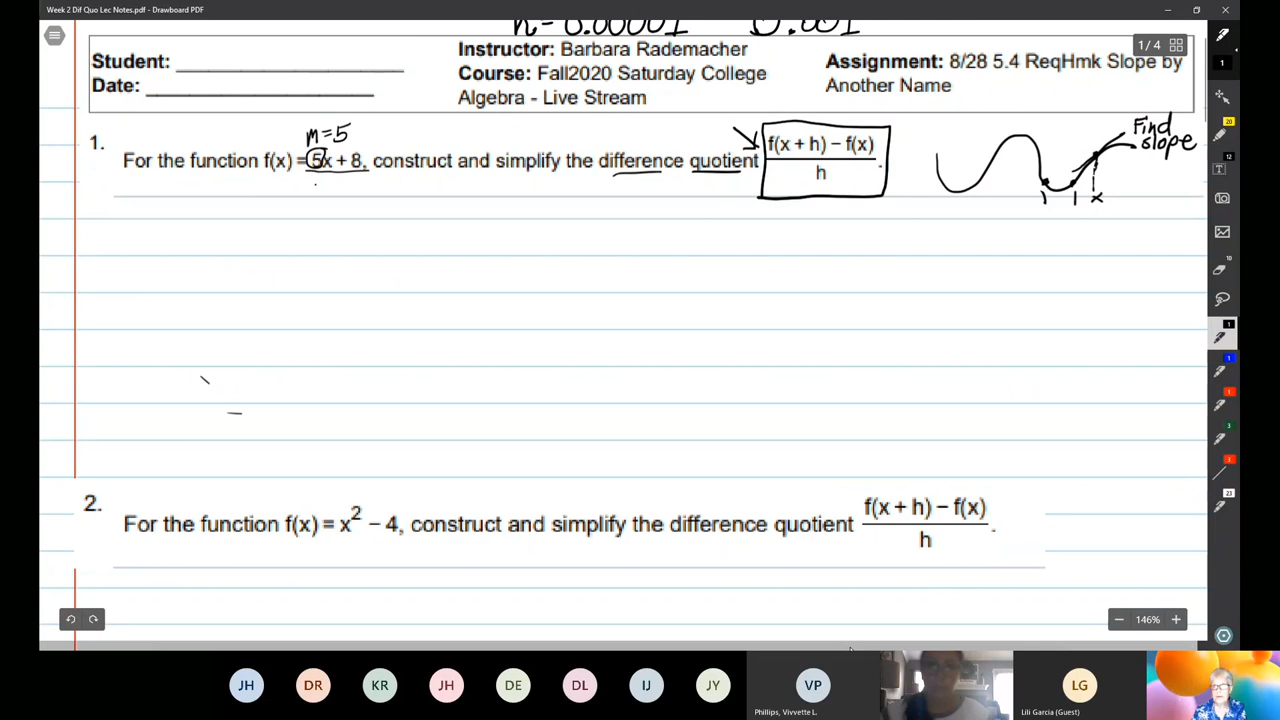 Week 2 Dif Quo Lec Notes.pdf - Drawboard PDF
h = 0.00001 0.001
Student: Instructor: Barbara Rademacher Assignment: 8/28 5.4 ReqHmk Slope by
Date: Course: Fall2020 Saturday College Another Name
Algebra - Live Stream
1/4
m = 5
1. For the function f(x) = 5x + 8, construct and simplify the difference quotient f(x + h) − f(x)
h
Find
slope
x
2. For the function f(x) = x² − 4, construct and simplify the difference quotient f(x + h) − f(x)
h .
146%
JH DR KR JH DE DL IJ JY VP LG
Phillips, Vivvette L. Lili Garcia (Guest)